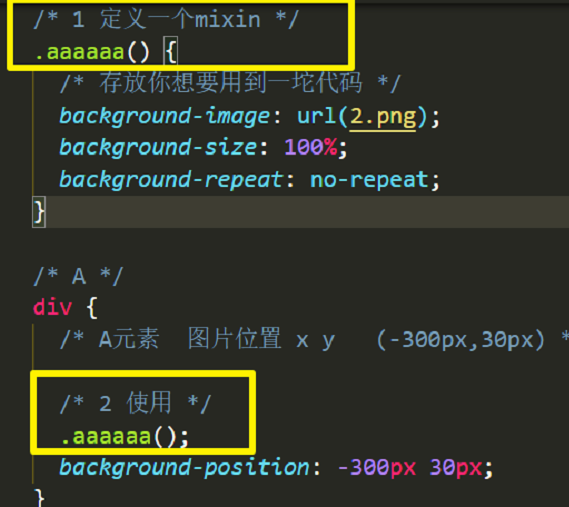 /* 1 定义一个mixin */
.aaaaaa() {
/* 存放你想要用到一坨代码 */
background-image: url(2.png);
background-size: 100%;
background-repeat: no-repeat;
}
/* A */
div {
/* A元素 图片位置 x y (-300px,30px) *
/* 2 使用 */
.aaaaaa();
background-position: -300px 30px;
}